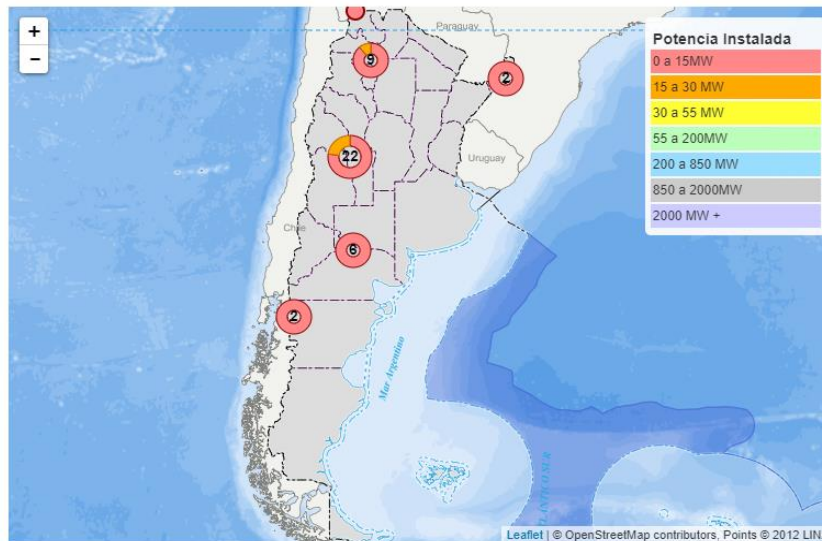 +
−
Paraguay
9
2
22
Uruguay
Chile
6
2
Mar Argentino
Potencia Instalada
0 a 15MW
15 a 30 MW
30 a 55 MW
55 a 200MW
200 a 850 MW
850 a 2000MW
2000 MW +
Leaflet | © OpenStreetMap contributors, Points © 2012 LIN